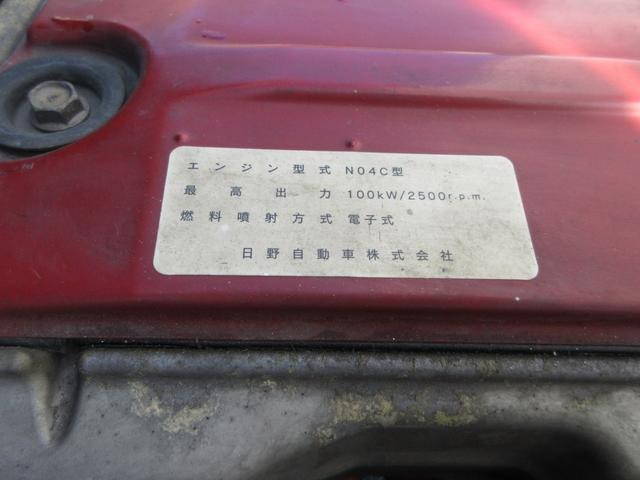 エンジン型式 N04C型
最高出力 100kW/2500r.p.m.
燃料噴射方式 電子式
日野自動車株式会社